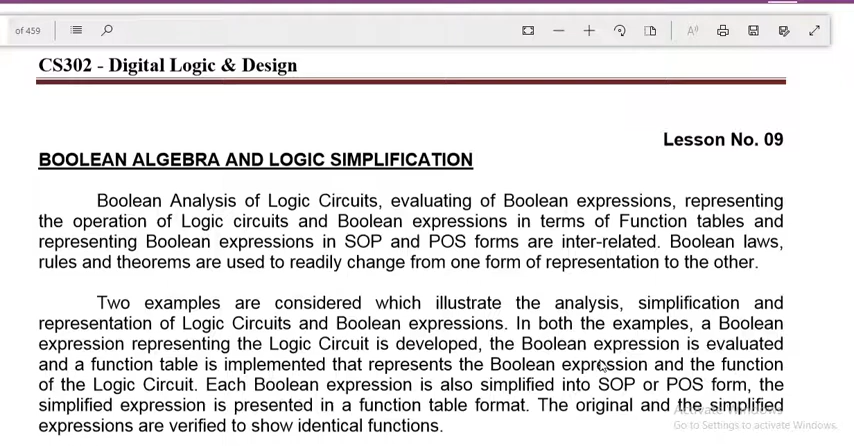 of 459
CS302 - Digital Logic & Design
Lesson No. 09
BOOLEAN ALGEBRA AND LOGIC SIMPLIFICATION
Boolean Analysis of Logic Circuits, evaluating of Boolean expressions, representing
the operation of Logic circuits and Boolean expressions in terms of Function tables and
representing Boolean expressions in SOP and POS forms are inter-related. Boolean laws,
rules and theorems are used to readily change from one form of representation to the other.
Two examples are considered which illustrate the analysis, simplification and
representation of Logic Circuits and Boolean expressions. In both the examples, a Boolean
expression representing the Logic Circuit is developed, the Boolean expression is evaluated
and a function table is implemented that represents the Boolean expression and the function
of the Logic Circuit. Each Boolean expression is also simplified into SOP or POS form, the
simplified expression is presented in a function table format. The original and the simplified
expressions are verified to show identical functions.
Activate Windows
Go to Settings to activate Windows.